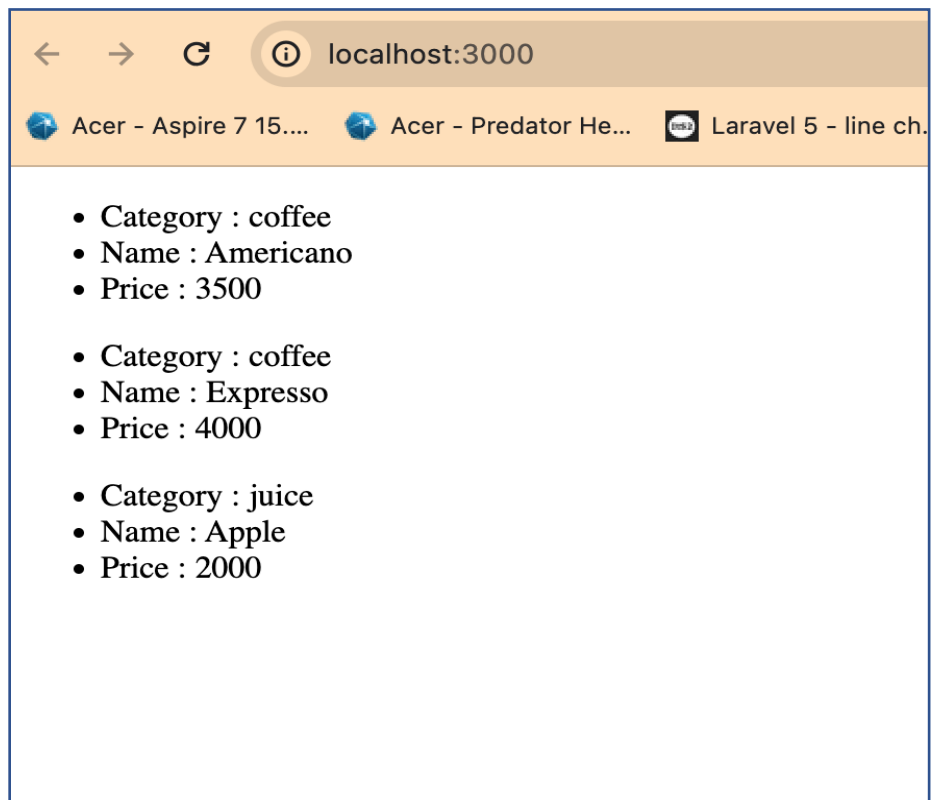 localhost:3000
Acer - Aspire 7 15.... Acer - Predator He... Laravel 5 - line ch.
• Category : coffee
• Name : Americano
• Price : 3500
• Category : coffee
• Name : Expresso
• Price : 4000
• Category : juice
• Name : Apple
• Price : 2000